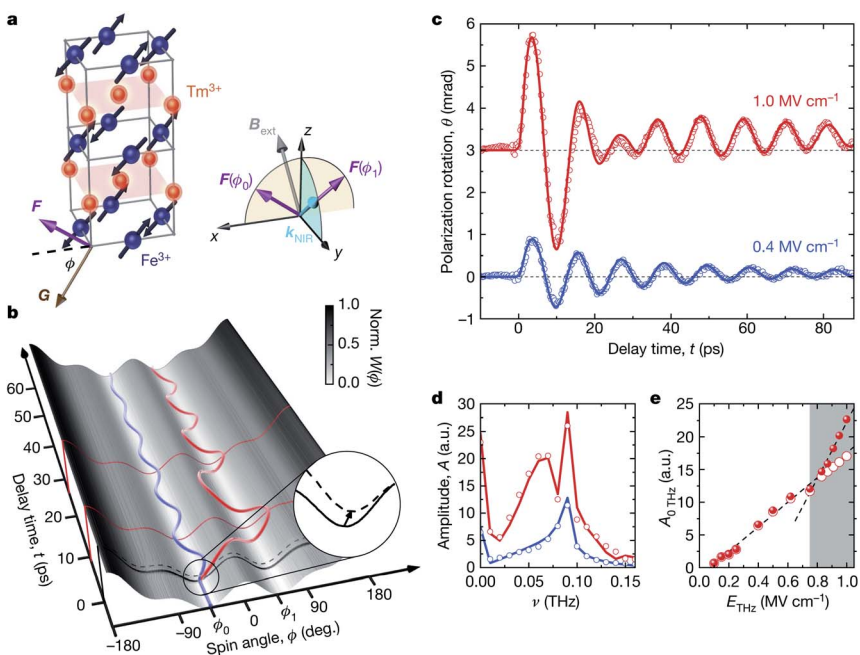 a
Tm3+
F
ϕ
Fe3+
G
Bext
z
F(ϕ0)
F(ϕ1)
x
kNIR
y
b
1.0
0.5
0.0
Norm. W(ϕ)
Delay time, t (ps)
60
50
40
30
20
10
0
−180
−90
ϕ0
0
ϕ1
90
180
Spin angle, ϕ (deg.)
c
Polarization rotation, θ (mrad)
6
5
4
3
2
1
0
−1
1.0 MV cm−1
0.4 MV cm−1
0
20
40
60
80
Delay time, t (ps)
d
Amplitude, A (a.u.)
30
25
20
15
10
5
0
0.00
0.05
0.10
0.15
ν (THz)
e
A0 THz (a.u.)
25
20
15
10
5
0
0.0
0.2
0.4
0.6
0.8
1.0
ETHz (MV cm−1)